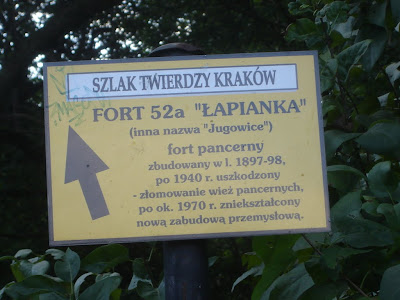 SZLAK TWIERDZY KRAKÓW
FORT 52a "ŁAPIANKA"
(inna nazwa "Jugowice")
fort pancerny
zbudowany w l. 1897-98,
po 1940 r. uszkodzony
- złomowanie wież pancernych,
po ok. 1970 r. zniekształcony
nową zabudową przemysłową.